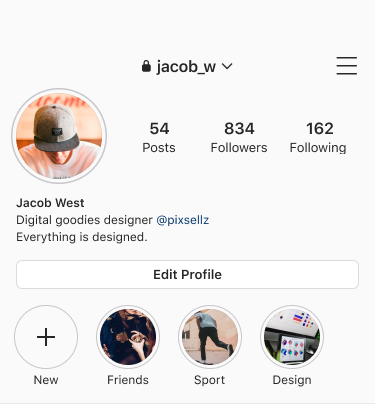 jacob_w
54 834 162
Posts Followers Following
Jacob West
Digital goodies designer @pixsellz
Everything is designed.
Edit Profile
New Friends Sport Design